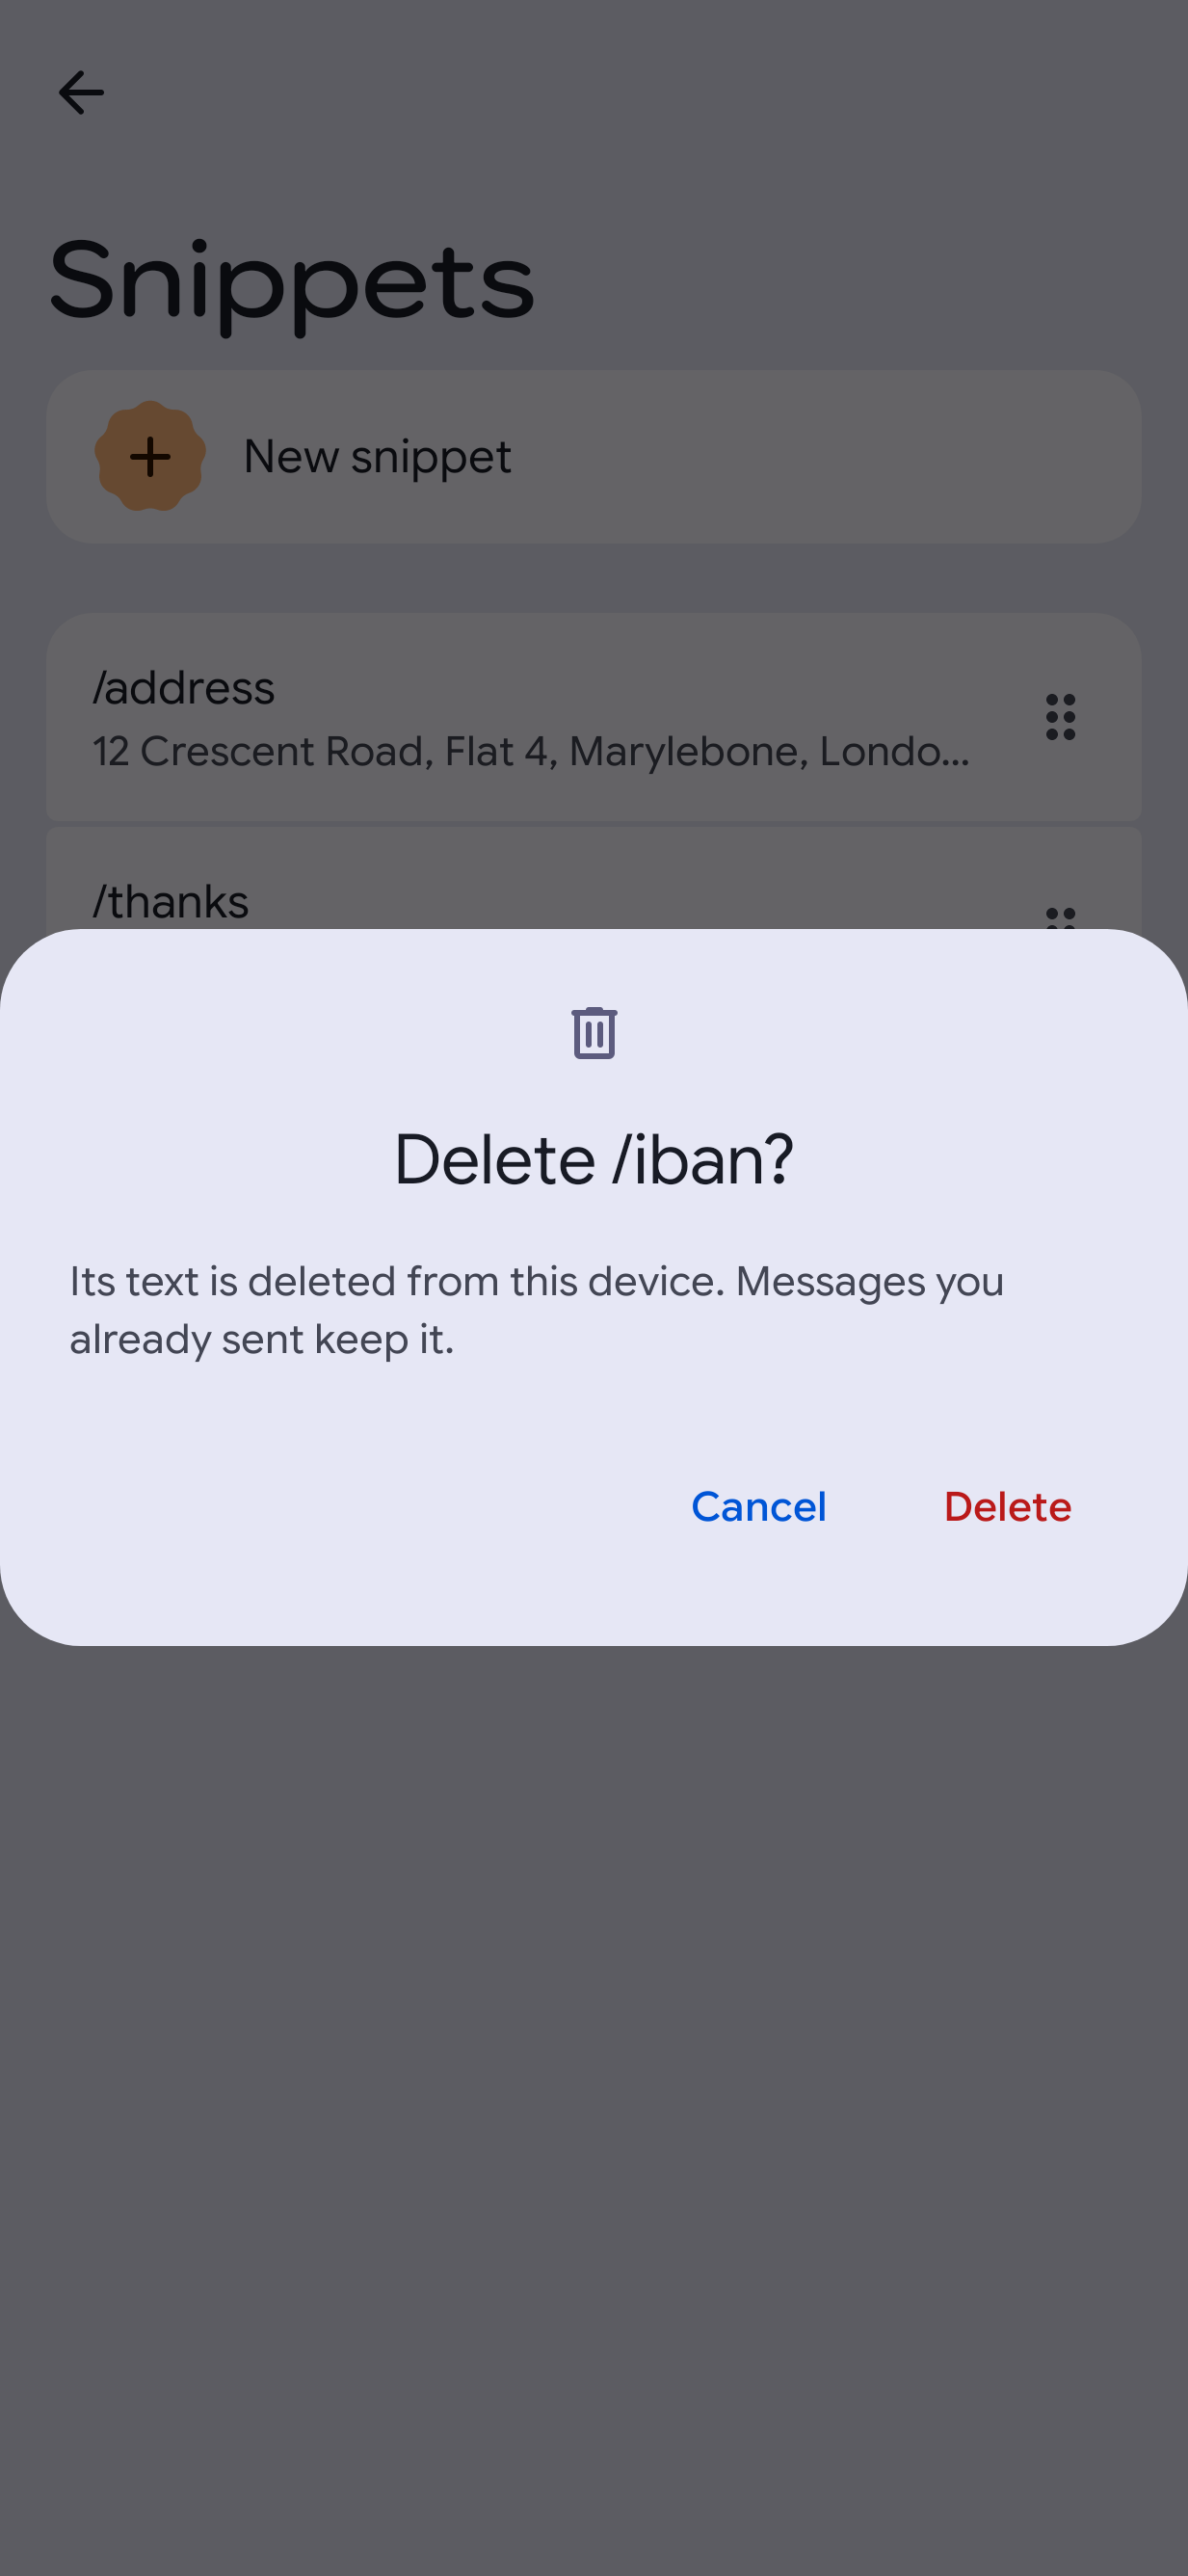 Snippets
New snippet
/address
12 Crescent Road, Flat 4, Marylebone, Londo...
/thanks
Delete /iban?
Its text is deleted from this device. Messages you
already sent keep it.
Cancel
Delete